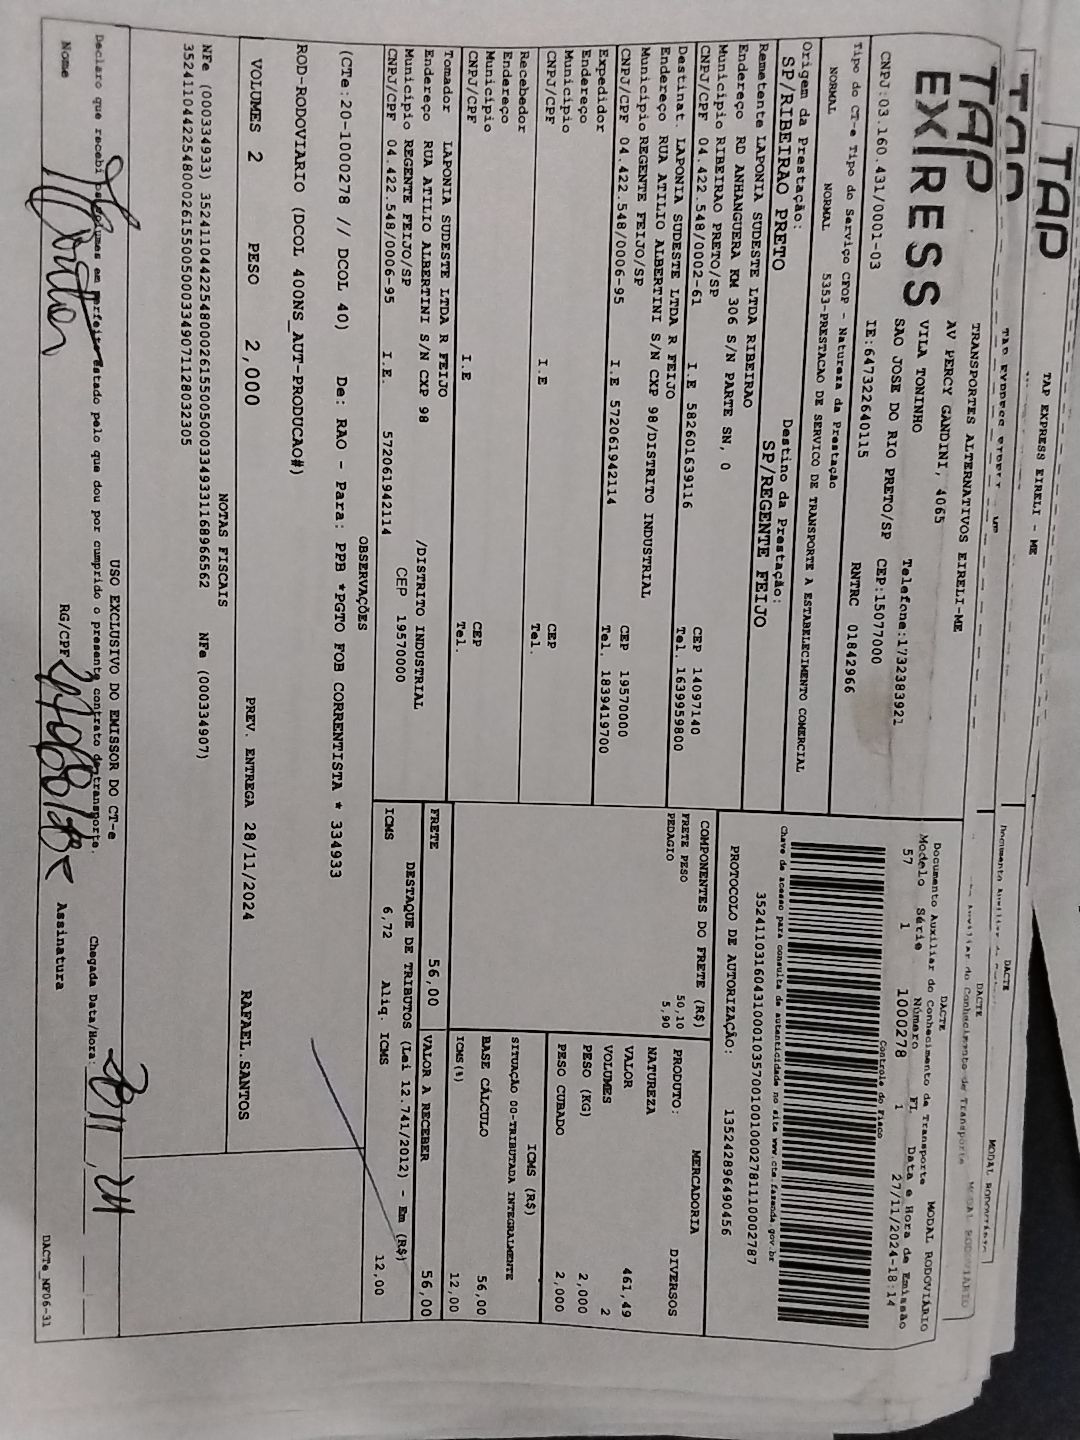 TAP
TAP EXPRESS EIRELI - ME
TAP EXPRESS
TRANSPORTES ALTERNATIVOS EIRELI-ME
AV PERCY GANDINI, 4065
VILA TONINHO
SAO JOSE DO RIO PRETO/SP CEP:15077000
Telefone:1732383921
CNPJ:03.160.431/0001-03 IE:647322640115 RNTRC 01842966
DACTE MODAL RODOVIÁRIO
Documento Auxiliar do Conhecimento de Transporte
Modelo Série Número Fl. Data e Hora de Emissão
57 1 1000278 1 27/11/2024-18:14
Controle do Fisco
Chave de acesso para consulta de autenticidade no site www.cte.fazenda.gov.br
35241103160431000103570010010002781110002787
PROTOCOLO DE AUTORIZAÇÃO: 135242896490456
Tipo do CT-e Tipo do Serviço CFOP - Natureza da Prestação
NORMAL NORMAL 5353-PRESTACAO DE SERVICO DE TRANSPORTE A ESTABELECIMENTO COMERCIAL
Origem da Prestação: Destino da Prestação:
SP/RIBEIRAO PRETO SP/REGENTE FEIJO
Remetente LAPONIA SUDESTE LTDA RIBEIRAO
Endereço RD ANHANGUERA KM 306 S/N PARTE SN, 0
Município RIBEIRAO PRETO/SP CEP 14097140
CNPJ/CPF 04.422.548/0002-61 I.E 582601639116 Tel. 1639959800
Destinat. LAPONIA SUDESTE LTDA R FEIJO
Endereço RUA ATILIO ALBERTINI S/N CXP 98/DISTRITO INDUSTRIAL
Município REGENTE FEIJO/SP CEP 19570000
CNPJ/CPF 04.422.548/0006-95 I.E 572061942114 Tel. 1839419700
Expedidor
Endereço
Município CEP
CNPJ/CPF I.E Tel.
Recebedor
Endereço
Município CEP
CNPJ/CPF I.E Tel.
Tomador LAPONIA SUDESTE LTDA R FEIJO
Endereço RUA ATILIO ALBERTINI S/N CXP 98 /DISTRITO INDUSTRIAL
Município REGENTE FEIJO/SP CEP 19570000
CNPJ/CPF 04.422.548/0006-95 I.E. 572061942114
COMPONENTES DO FRETE (R$)
FRETE PESO 50,10
PEDAGIO 5,90
PRODUTO: MERCADORIA
NATUREZA DIVERSOS
VALOR 461,49
VOLUMES 2
PESO (KG) 2,000
PESO CUBADO 2,000
ICMS (R$)
SITUAÇÃO 00-TRIBUTADA INTEGRALMENTE
BASE CÁLCULO 56,00
ICMS(%) 12,00
FRETE 56,00 VALOR A RECEBER 56,00
DESTAQUE DE TRIBUTOS (Lei 12.741/2012) - Em (R$)
ICMS 6,72 Aliq. ICMS 12,00
OBSERVAÇÕES
(CTe:20-1000278 // DCOL 40) De: RAO - Para: PPB *PGTO FOB CORRENTISTA * 334933
ROD-RODOVIARIO (DCOL 400NS_AUT-PRODUCAO#)
VOLUMES 2 PESO 2,000 PREV. ENTREGA 28/11/2024 RAFAEL.SANTOS
NOTAS FISCAIS
NFe (000334933) 35241104422548000261550050003349331168966562 NFe (000334907)
35241104422548000261550050003349071128032305
USO EXCLUSIVO DO EMISSOR DO CT-e
Declaro que recebi os volumes em perfeito estado pelo que dou por cumprido o presente contrato de transporte. Chegada Data/Hora:
Nome RG/CPF Assinatura
DACTe_NF06-31